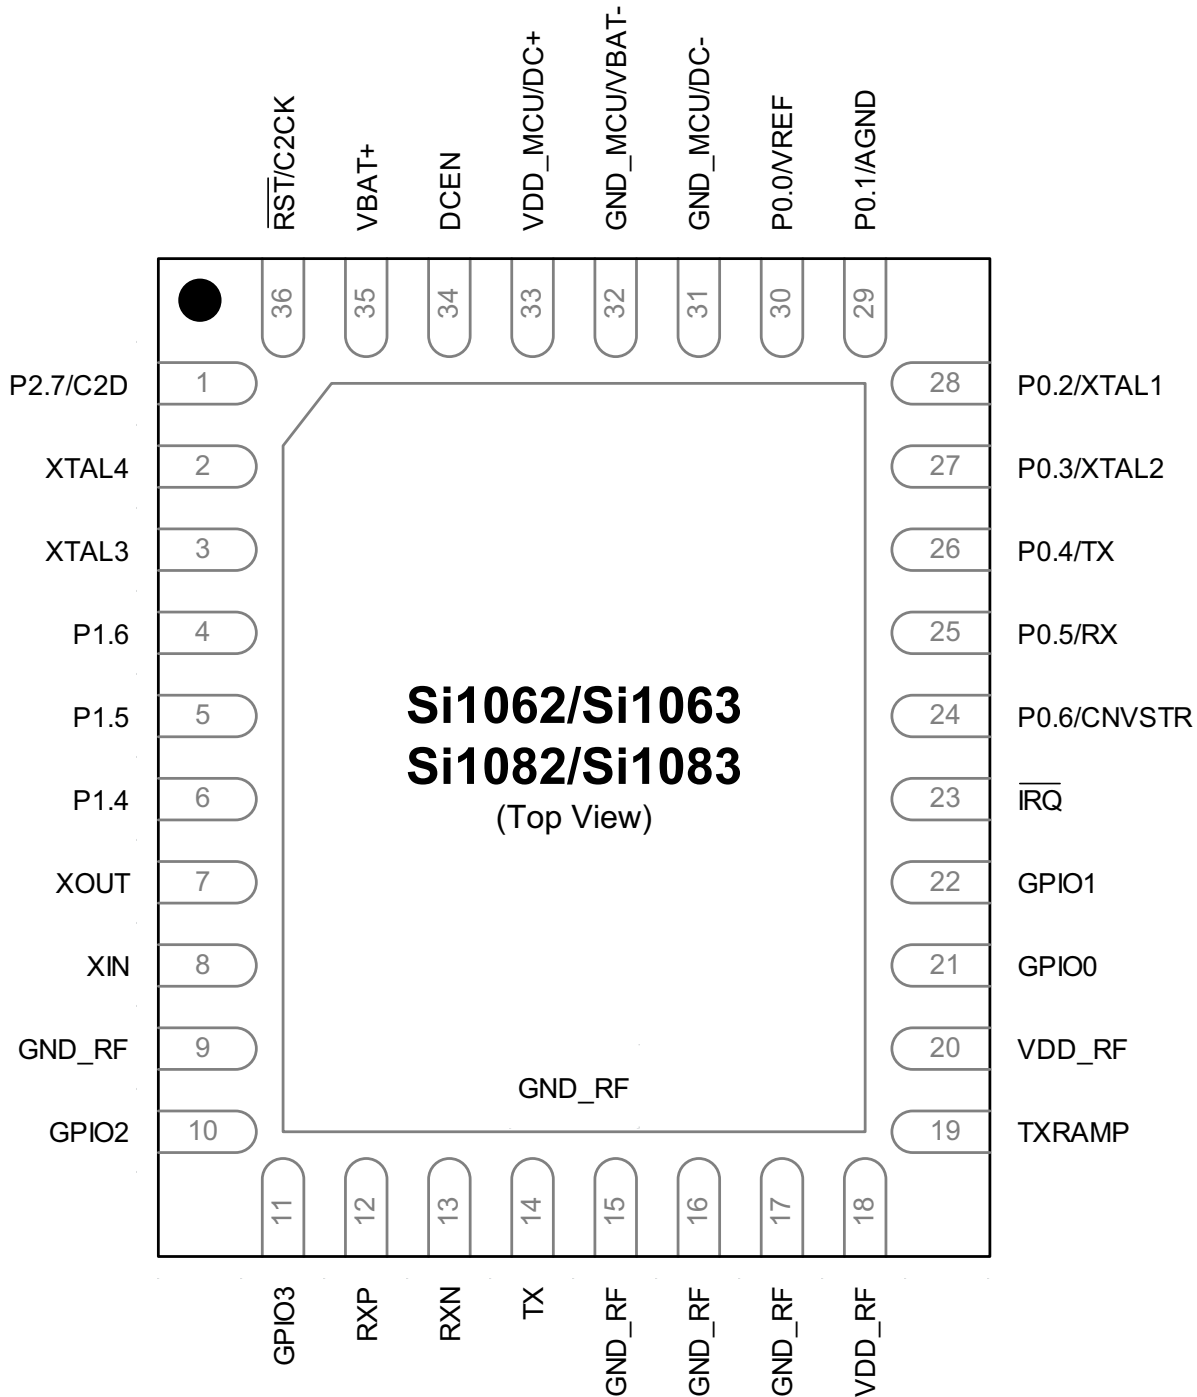 RST/C2CK
VBAT+
DCEN
VDD_MCU/DC+
GND_MCU/VBAT-
GND_MCU/DC-
P0.0/VREF
P0.1/AGND
36
35
34
33
32
31
30
29
P2.7/C2D 1
XTAL4 2
XTAL3 3
P1.6 4
P1.5 5
P1.4 6
XOUT 7
XIN 8
GND_RF 9
GPIO2 10
28 P0.2/XTAL1
27 P0.3/XTAL2
26 P0.4/TX
25 P0.5/RX
24 P0.6/CNVSTR
23 IRQ
22 GPIO1
21 GPIO0
20 VDD_RF
19 TXRAMP
Si1062/Si1063
Si1082/Si1083
(Top View)
GND_RF
11
12
13
14
15
16
17
18
GPIO3
RXP
RXN
TX
GND_RF
GND_RF
GND_RF
VDD_RF